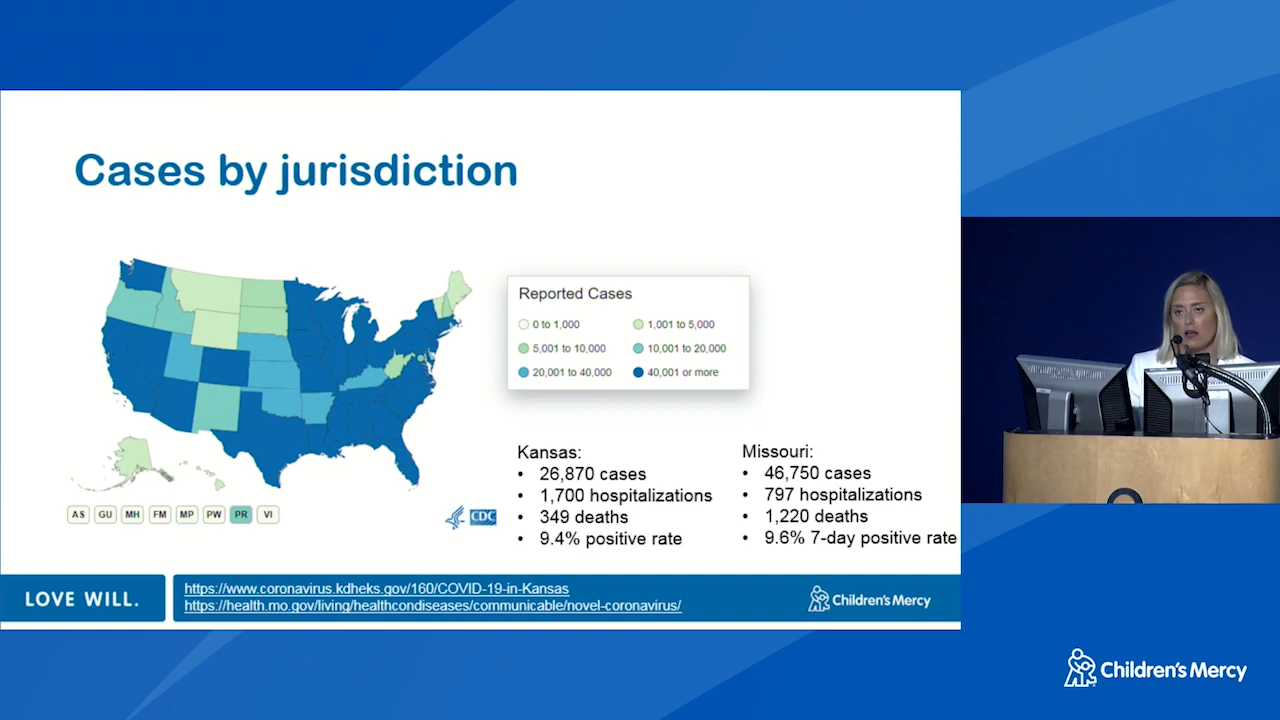 Cases by jurisdiction
Reported Cases
0 to 1,000
1,001 to 5,000
5,001 to 10,000
10,001 to 20,000
20,001 to 40,000
40,001 or more
AS GU MH FM MP PW PR VI
CDC
Kansas:
• 26,870 cases
• 1,700 hospitalizations
• 349 deaths
• 9.4% positive rate
Missouri:
• 46,750 cases
• 797 hospitalizations
• 1,220 deaths
• 9.6% 7-day positive rate
LOVE WILL.
https://www.coronavirus.kdheks.gov/160/COVID-19-in-Kansas
https://health.mo.gov/living/healthcondiseases/communicable/novel-coronavirus/
Children's Mercy
Children's Mercy